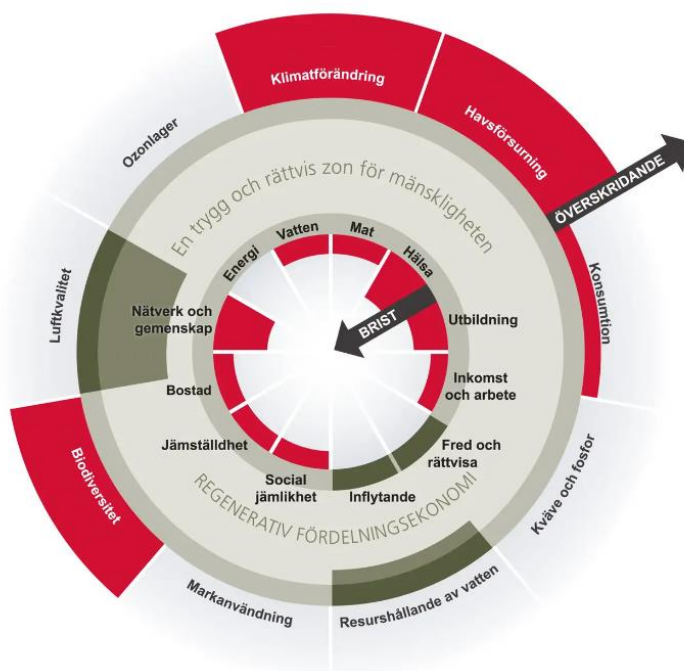 Klimatförändring
Havsförsurning
ÖVERSKRIDANDE
Konsumtion
Kväve och fosfor
Resurshållande av vatten
Markanvändning
Biodiversitet
Luftkvalitet
Ozonlager
En trygg och rättvis zon för mänskligheten
Vatten
Mat
Hälsa
Utbildning
Inkomst
och arbete
Fred och
rättvisa
Inflytande
Social
jämlikhet
Jämställdhet
Bostad
Nätverk och
gemenskap
Energi
BRIST
REGENERATIV FÖRDELNINGSEKONOMI